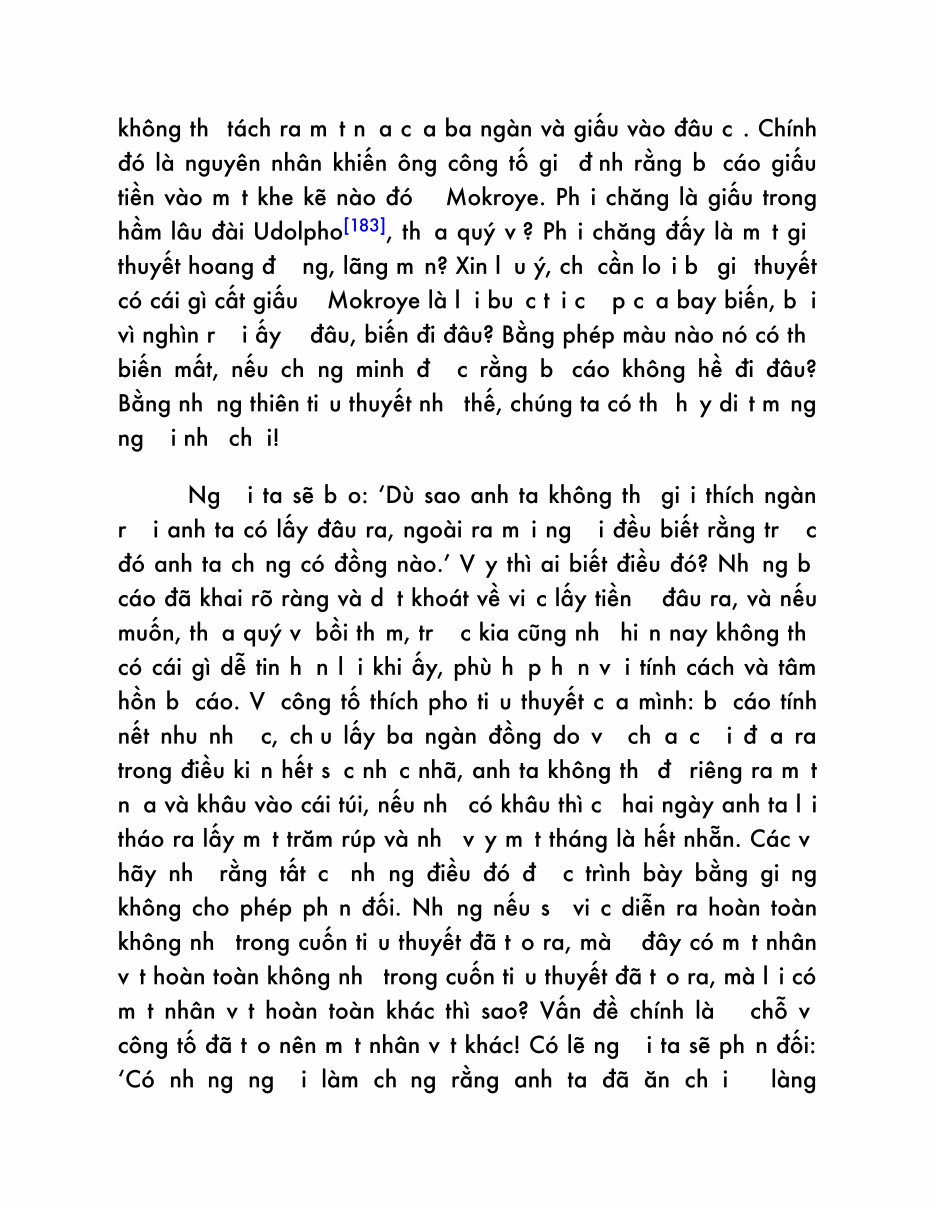 không th tách ra m t n a c a ba ngàn và giấu vào đâu c . Chính
đó là nguyên nhân khiến ông công tố gi đ nh rằng b cáo giấu
tiền vào m t khe kẽ nào đó Mokroye. Ph i chăng là giấu trong
hầm lâu đài Udolpho[183], th a quý v ? Ph i chăng đấy là m t gi
thuyết hoang đ ng, lãng m n? Xin l u ý, ch cần lo i b gi thuyết
có cái gì cất giấu Mokroye là l i bu c t i c p c a bay biến, b i
vì nghìn r i ấy đâu, biến đi đâu? Bằng phép màu nào nó có th
biến mất, nếu ch ng minh đ c rằng b cáo không hề đi đâu?
Bằng nh ng thiên ti u thuyết nh thế, chúng ta có th h y di t m ng
ng i nh ch i!
Ng i ta sẽ b o: ‘Dù sao anh ta không th gi i thích ngàn
r i anh ta có lấy đâu ra, ngoài ra m i ng i đều biết rằng tr c
đó anh ta ch ng có đồng nào.’ V y thì ai biết điều đó? Nh ng b
cáo đã khai rõ ràng và d t khoát về vi c lấy tiền đâu ra, và nếu
muốn, th a quý v bồi th m, tr c kia cũng nh hi n nay không th
có cái gì dễ tin h n l i khi ấy, phù h p h n v i tính cách và tâm
hồn b cáo. V công tố thích pho ti u thuyết c a mình: b cáo tính
nết nhu nh c, ch u lấy ba ngàn đồng do v ch a c i đ a ra
trong điều ki n hết s c nh c nhã, anh ta không th đ riêng ra m t
n a và khâu vào cái túi, nếu nh có khâu thì c hai ngày anh ta l i
tháo ra lấy m t trăm rúp và nh v y m t tháng là hết nhẵn. Các v
hãy nh rằng tất c nh ng điều đó đ c trình bày bằng gi ng
không cho phép ph n đối. Nh ng nếu s vi c diễn ra hoàn toàn
không nh trong cuốn ti u thuyết đã t o ra, mà đây có m t nhân
v t hoàn toàn không nh trong cuốn ti u thuyết đã t o ra, mà l i có
m t nhân v t hoàn toàn khác thì sao? Vấn đề chính là chỗ v
công tố đã t o nên m t nhân v t khác! Có lẽ ng i ta sẽ ph n đối:
‘Có nh ng ng i làm ch ng rằng anh ta đã ăn ch i làng